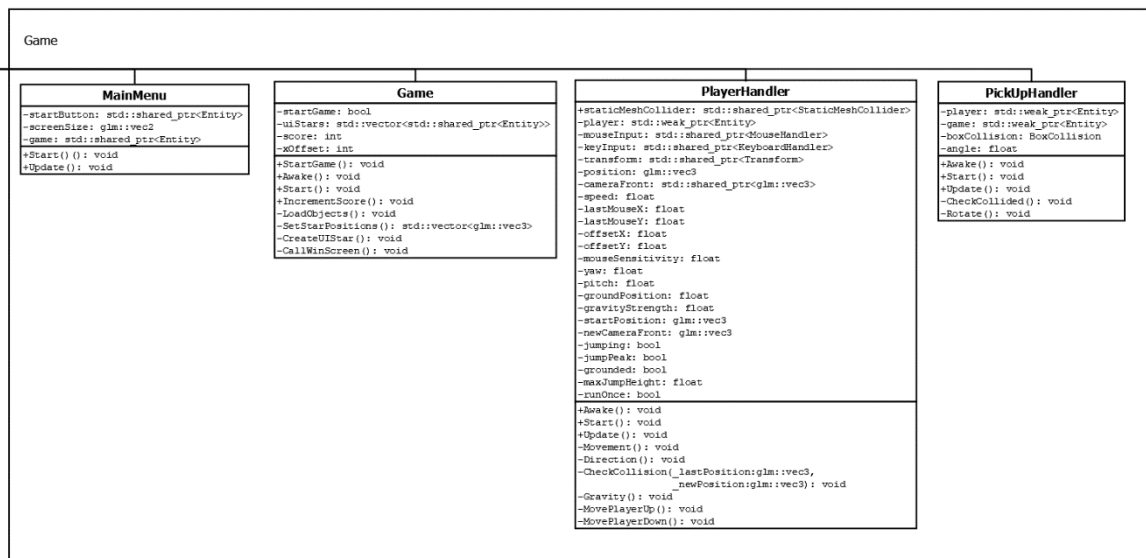 Game
MainMenu
-startButton: std::shared_ptr<Entity>
-screenSize: glm::vec2
-game: std::shared_ptr<Entity>
+Start()(): void
+Update(): void
Game
-startGame: bool
-uiStars: std::vector<std::shared_ptr<Entity>>
-score: int
-xOffset: int
+StartGame(): void
+Awake(): void
+Start(): void
+IncrementScore(): void
-LoadObjects(): void
-SetStarPositions(): std::vector<glm::vec3>
-CreateUIStar(): void
-CallWinScreen(): void
PlayerHandler
+staticMeshCollider: std::shared_ptr<StaticMeshCollider>
-player: std::weak_ptr<Entity>
-mouseInput: std::shared_ptr<MouseHandler>
-keyInput: std::shared_ptr<KeyboardHandler>
-transform: std::shared_ptr<Transform>
-position: glm::vec3
-cameraFront: std::shared_ptr<glm::vec3>
-speed: float
-lastMouseX: float
-lastMouseY: float
-offsetX: float
-offsetY: float
-mouseSensitivity: float
-yaw: float
-pitch: float
-groundPosition: float
-gravityStrength: float
-startPosition: glm::vec3
-newCameraFront: glm::vec3
-jumping: bool
-jumpPeak: bool
-grounded: bool
-maxJumpHeight: float
-runOnce: bool
+Awake(): void
+Start(): void
+Update(): void
-Movement(): void
-Direction(): void
-CheckCollision(_lastPosition:glm::vec3,
_newPosition:glm::vec3): void
-Gravity(): void
-MovePlayerUp(): void
-MovePlayerDown(): void
PickUpHandler
-player: std::weak_ptr<Entity>
-game: std::weak_ptr<Entity>
-boxCollision: BoxCollision
-angle: float
+Awake(): void
+Start(): void
+Update(): void
-CheckCollided(): void
-Rotate(): void